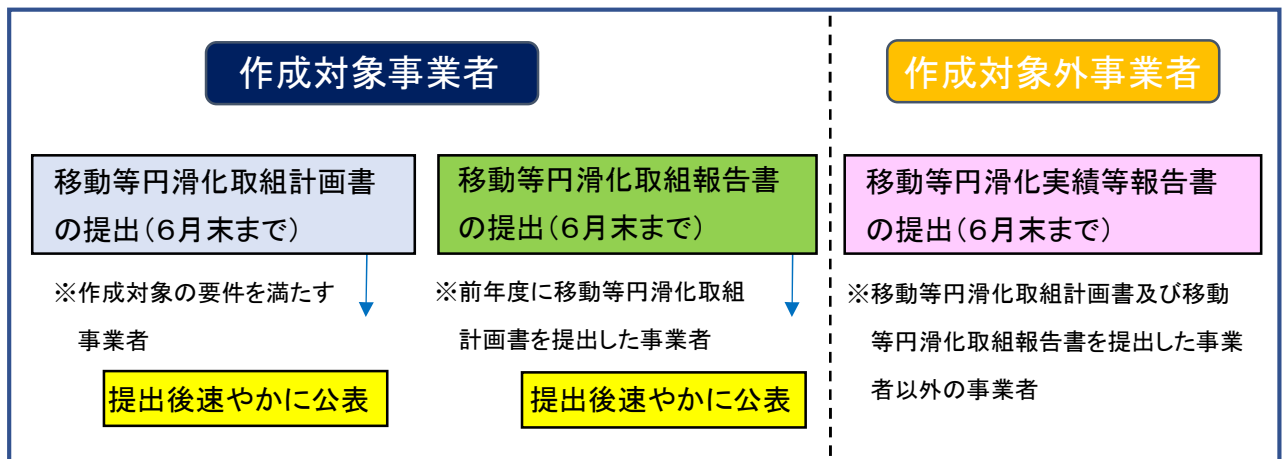 作成対象事業者
移動等円滑化取組計画書
の提出（６月末まで）
※作成対象の要件を満たす
事業者
提出後速やかに公表
移動等円滑化取組報告書
の提出（６月末まで）
※前年度に移動等円滑化取組
計画書を提出した事業者
提出後速やかに公表
作成対象外事業者
移動等円滑化実績等報告書
の提出（６月末まで）
※移動等円滑化取組計画書及び移動
等円滑化取組報告書を提出した事業
者以外の事業者